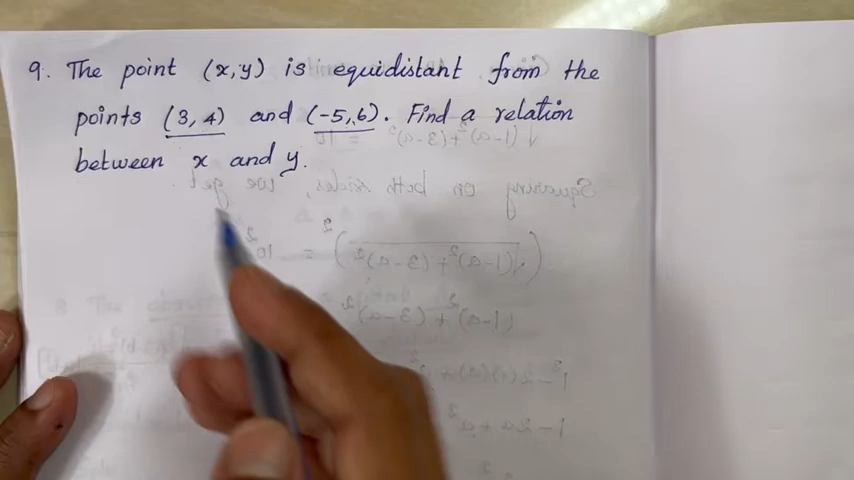 9. The point (x,y) is equidistant from the
points (3,4) and (-5,6). Find a relation
between x and y.